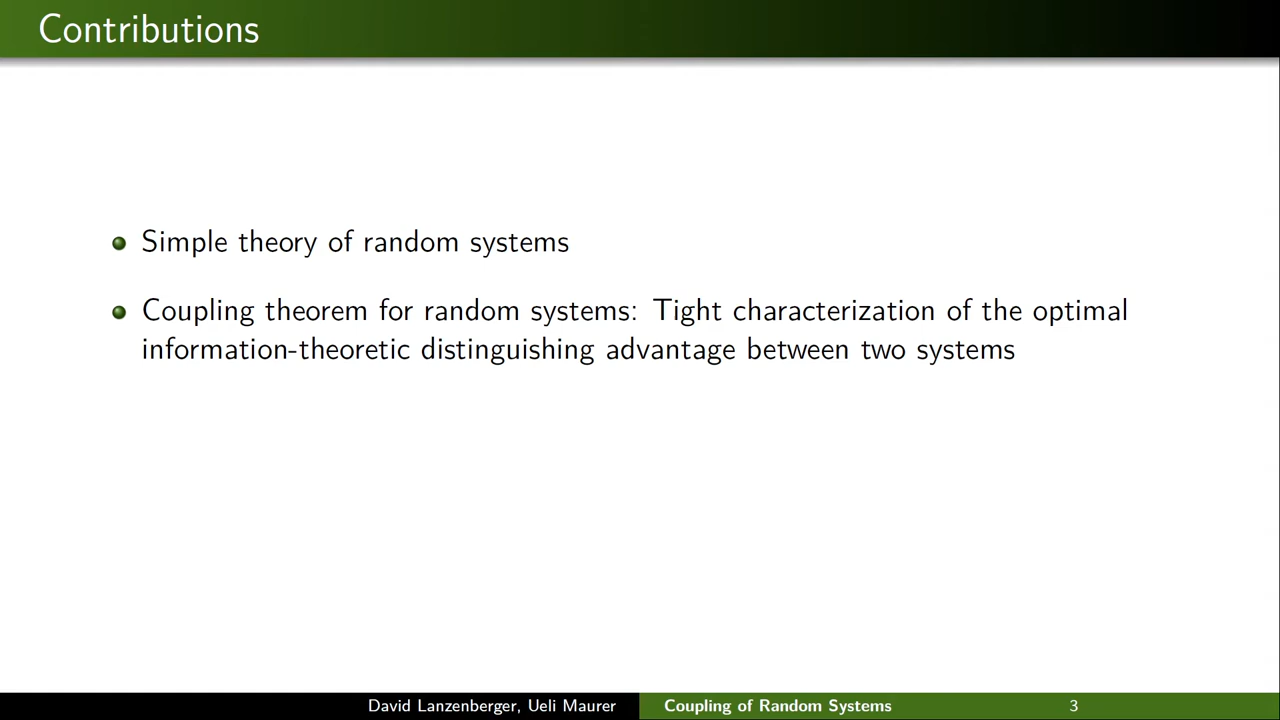 Contributions
Simple theory of random systems
Coupling theorem for random systems: Tight characterization of the optimal
information-theoretic distinguishing advantage between two systems
David Lanzenberger, Ueli Maurer Coupling of Random Systems 3